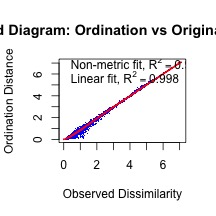 d Diagram: Ordination vs Origina
Non-metric fit, R² = 0.
Linear fit, R² = 0.998
Ordination Distance
0 2 4 6
0 2 4 6
Observed Dissimilarity